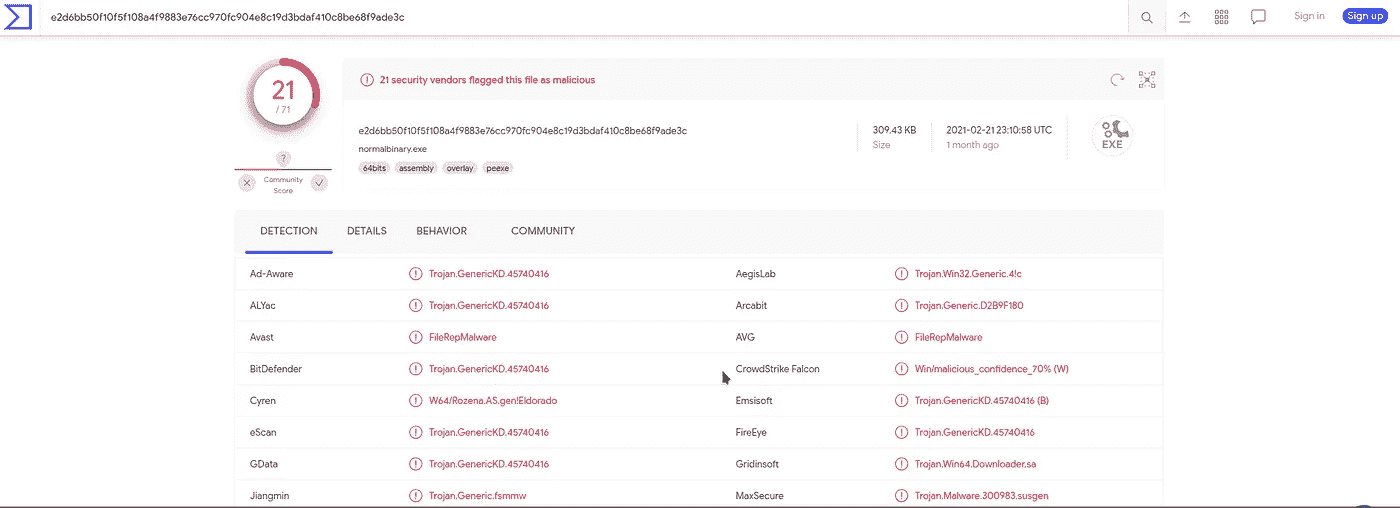 e2d6bb50f10f5f108a4f9883e76cc970fc904e8c19d3bdaf410c8be68f9ade3c Sign in Sign up
21
/ 71
?
Community
Score
21 security vendors flagged this file as malicious
e2d6bb50f10f5f108a4f9883e76cc970fc904e8c19d3bdaf410c8be68f9ade3c
normalbinary.exe
64bits assembly overlay peexe
309.43 KB
Size
2021-02-21 23:10:58 UTC
1 month ago
EXE
DETECTION DETAILS BEHAVIOR COMMUNITY
Ad-Aware Trojan.GenericKD.45740416 AegisLab Trojan.Win32.Generic.4!c
ALYac Trojan.GenericKD.45740416 Arcabit Trojan.Generic.D2B9F180
Avast FileRepMalware AVG FileRepMalware
BitDefender Trojan.GenericKD.45740416 CrowdStrike Falcon Win/malicious_confidence_70% (W)
Cyren W64/Rozena.AS.gen!Eldorado Emsisoft Trojan.GenericKD.45740416 (B)
eScan Trojan.GenericKD.45740416 FireEye Trojan.GenericKD.45740416
GData Trojan.GenericKD.45740416 Gridinsoft Trojan.Win64.Downloader.sa
Jiangmin Trojan.Generic.fsmmw MaxSecure Trojan.Malware.300983.susgen